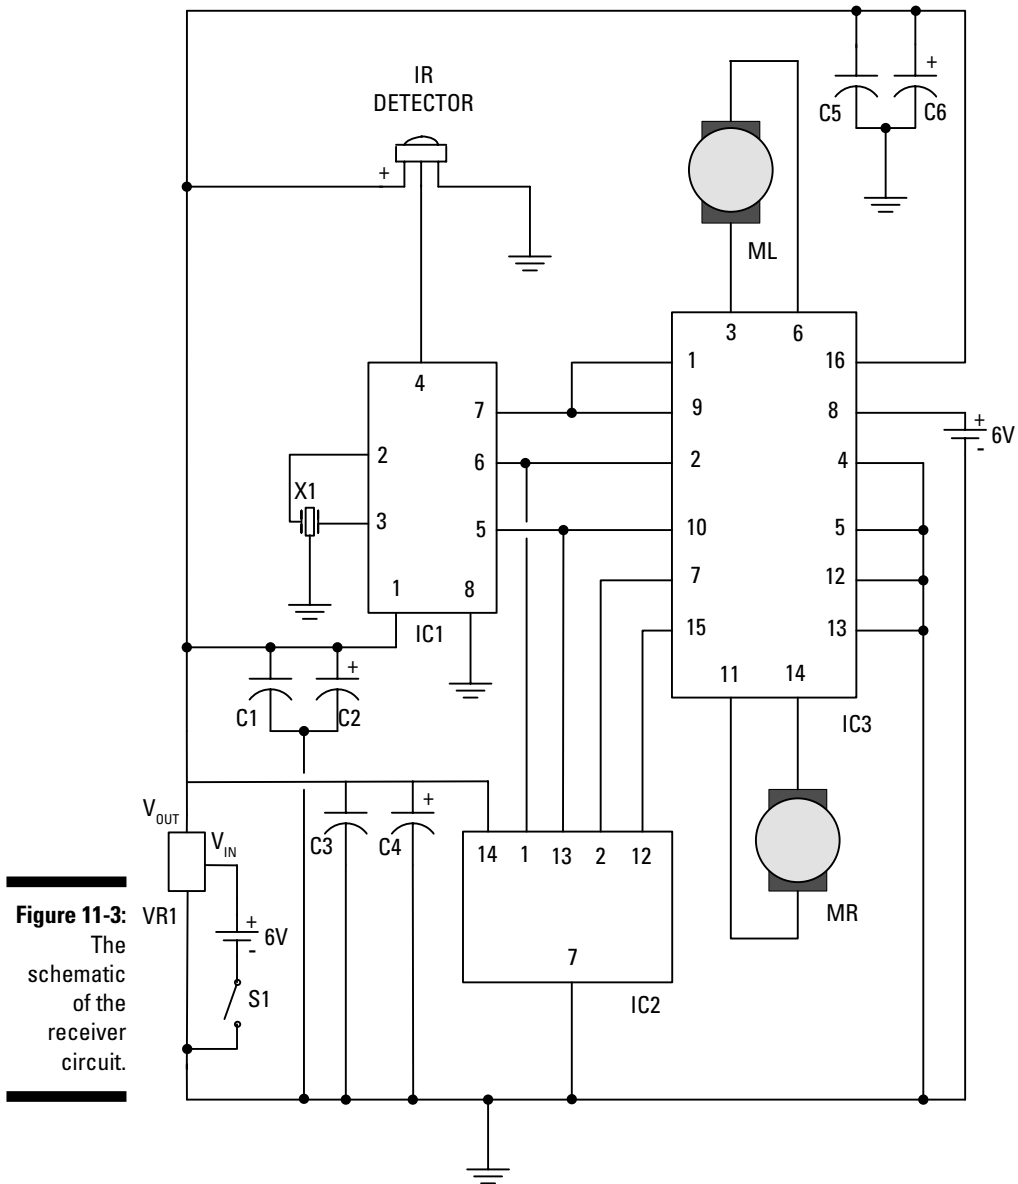 IR
DETECTOR
+
+
C5
C6
ML
3 6
4
1
16
7
9
8
+
6V
-
2
6
2
4
X1
3
5
10
5
7
12
1
8
15
13
IC1
11
14
+
C1
C2
IC3
VOUT
+
VIN
C3
C4
14 1 13 2 12
Figure 11-3:
The
schematic
of the
receiver
circuit.
VR1
+
6V
-
S1
7
IC2
MR